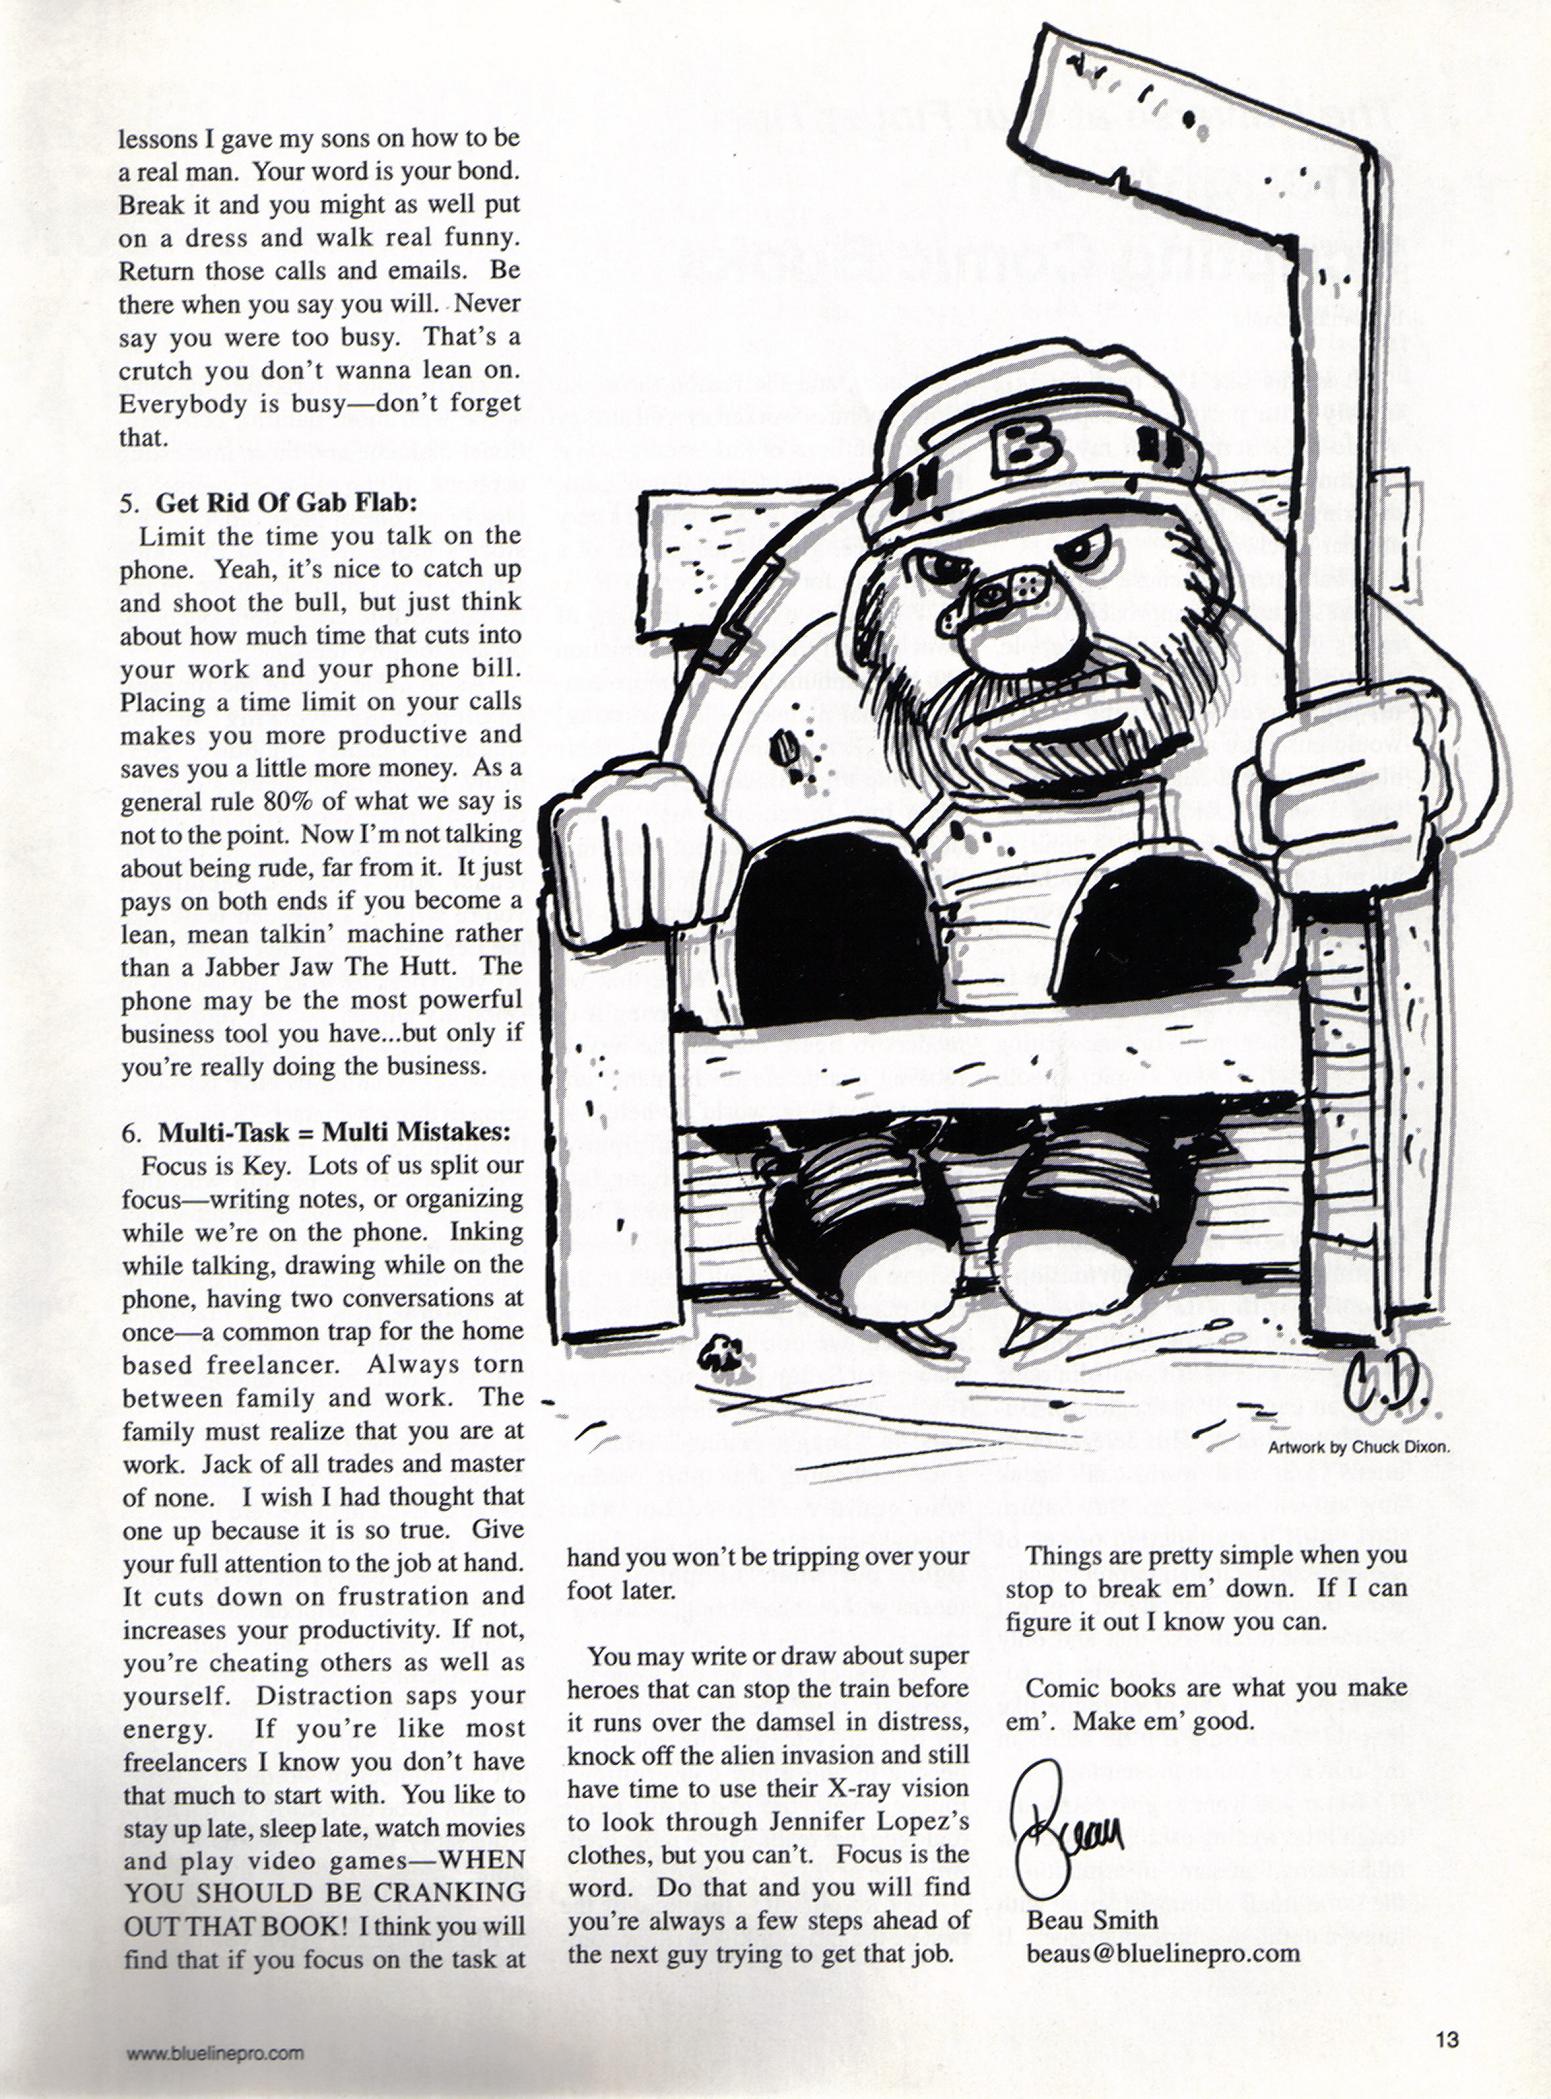 lessons I gave my sons on how to be
a real man. Your word is your bond.
Break it and you might as well put
on a dress and walk real funny.
Return those calls and emails. Be
there when you say you will. Never
say you were too busy. That's a
crutch you don't wanna lean on.
Everybody is busy—don't forget
that.
5. Get Rid Of Gab Flab:
Limit the time you talk on the
phone. Yeah, it's nice to catch up
and shoot the bull, but just think
about how much time that cuts into
your work and your phone bill.
Placing a time limit on your calls
makes you more productive and
saves you a little more money. As a
general rule 80% of what we say is
not to the point. Now I'm not talking
about being rude, far from it. It just
pays on both ends if you become a
lean, mean talkin' machine rather
than a Jabber Jaw The Hutt. The
phone may be the most powerful
business tool you have...but only if
you're really doing the business.
6. Multi-Task = Multi Mistakes:
Focus is Key. Lots of us split our
focus—writing notes, or organizing
while we're on the phone. Inking
while talking, drawing while on the
phone, having two conversations at
once—a common trap for the home
based freelancer. Always torn
between family and work. The
family must realize that you are at
work. Jack of all trades and master
of none. I wish I had thought that
one up because it is so true. Give
your full attention to the job at hand.
It cuts down on frustration and
increases your productivity. If not,
you're cheating others as well as
yourself. Distraction saps your
energy. If you're like most
freelancers I know you don't have
that much to start with. You like to
stay up late, sleep late, watch movies
and play video games—WHEN
YOU SHOULD BE CRANKING
OUT THAT BOOK! I think you will
find that if you focus on the task at
B
C.D.
Artwork by Chuck Dixon.
hand you won't be tripping over your
foot later.
You may write or draw about super
heroes that can stop the train before
it runs over the damsel in distress,
knock off the alien invasion and still
have time to use their X-ray vision
to look through Jennifer Lopez's
clothes, but you can't. Focus is the
word. Do that and you will find
you're always a few steps ahead of
the next guy trying to get that job.
Things are pretty simple when you
stop to break em' down. If I can
figure it out I know you can.
Comic books are what you make
em'. Make em' good.
Beau
Beau Smith
beaus@bluelinepro.com
www.bluelinepro.com
13